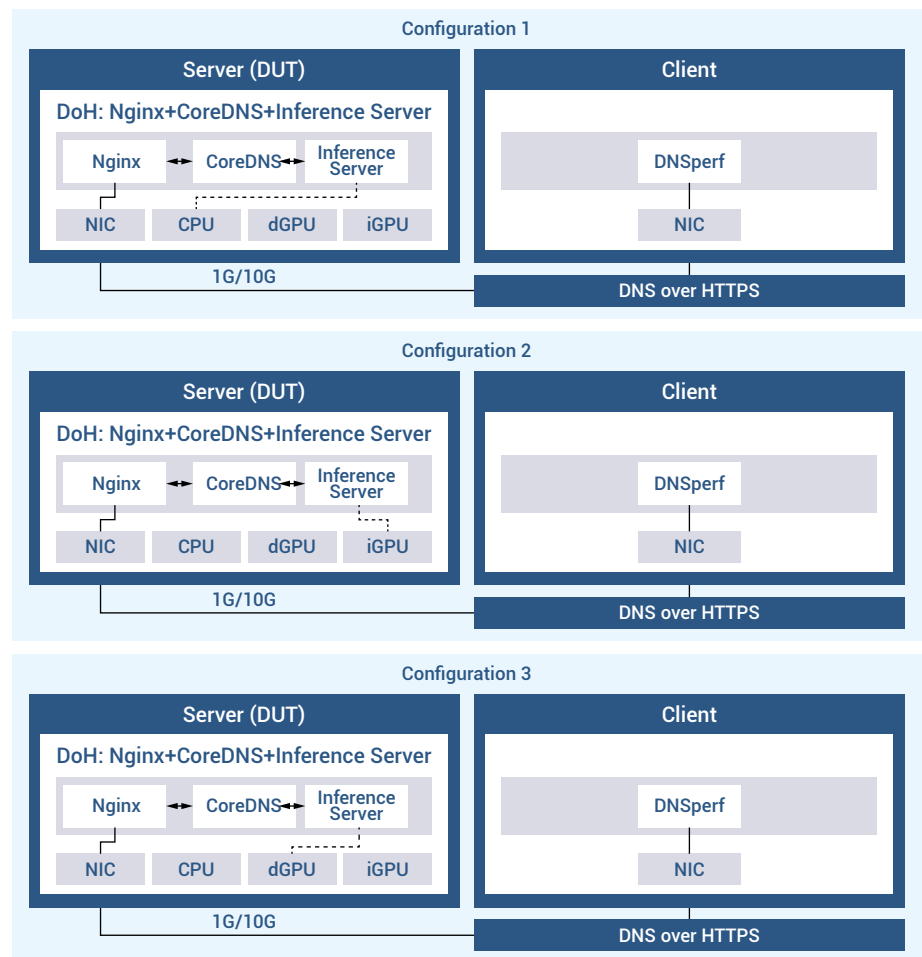 Configuration 1
Server (DUT)
Client
DoH: Nginx+CoreDNS+Inference Server
Nginx
CoreDNS
Inference
Server
DNSperf
NIC
CPU
dGPU
iGPU
NIC
1G/10G
DNS over HTTPS
Configuration 2
Server (DUT)
Client
DoH: Nginx+CoreDNS+Inference Server
Nginx
CoreDNS
Inference
Server
DNSperf
NIC
CPU
dGPU
iGPU
NIC
1G/10G
DNS over HTTPS
Configuration 3
Server (DUT)
Client
DoH: Nginx+CoreDNS+Inference Server
Nginx
CoreDNS
Inference
Server
DNSperf
NIC
CPU
dGPU
iGPU
NIC
1G/10G
DNS over HTTPS